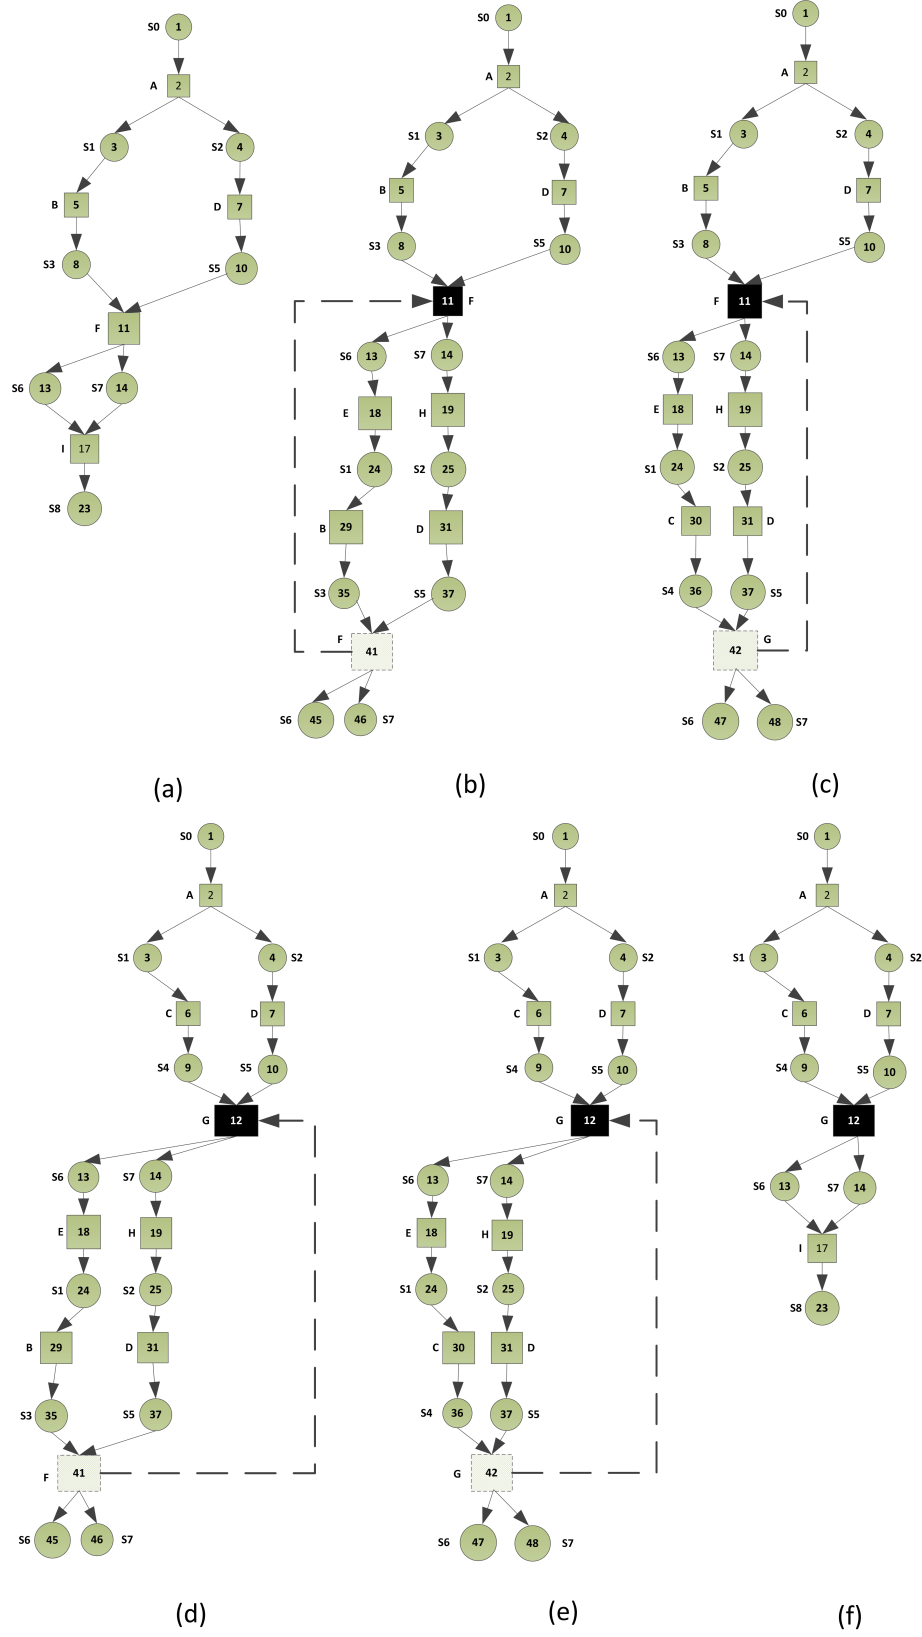 S0 1
A 2
S1 3
S2 4
B 5
D 7
S3 8
S5 10
F 11
S6 13
S7 14
I 17
S8 23
(a)
S0 1
A 2
S1 3
S2 4
B 5
D 7
S3 8
S5 10
11 F
S6 13
S7 14
E 18
H 19
S1 24
S2 25
B 29
D 31
S3 35
S5 37
F 41
S6 45
46 S7
(b)
S0 1
A 2
S1 3
S2 4
B 5
D 7
S3 8
S5 10
F 11
S6 13
S7 14
E 18
H 19
S1 24
S2 25
C 30
31 D
S4 36
37 S5
42 G
S6 47
48 S7
(c)
S0 1
A 2
S1 3
4 S2
C 6
D 7
S4 9
S5 10
G 12
S6 13
S7 14
E 18
H 19
S1 24
S2 25
B 29
D 31
S3 35
S5 37
F 41
S6 45
46 S7
(d)
S0 1
A 2
S1 3
4 S2
C 6
D 7
S4 9
S5 10
G 12
S6 13
S7 14
E 18
H 19
S1 24
S2 25
C 30
31 D
S4 36
37 S5
G 42
S6 47
48 S7
(e)
S0 1
A 2
S1 3
4 S2
C 6
D 7
S4 9
S5 10
G 12
S6 13
S7 14
I 17
S8 23
(f)